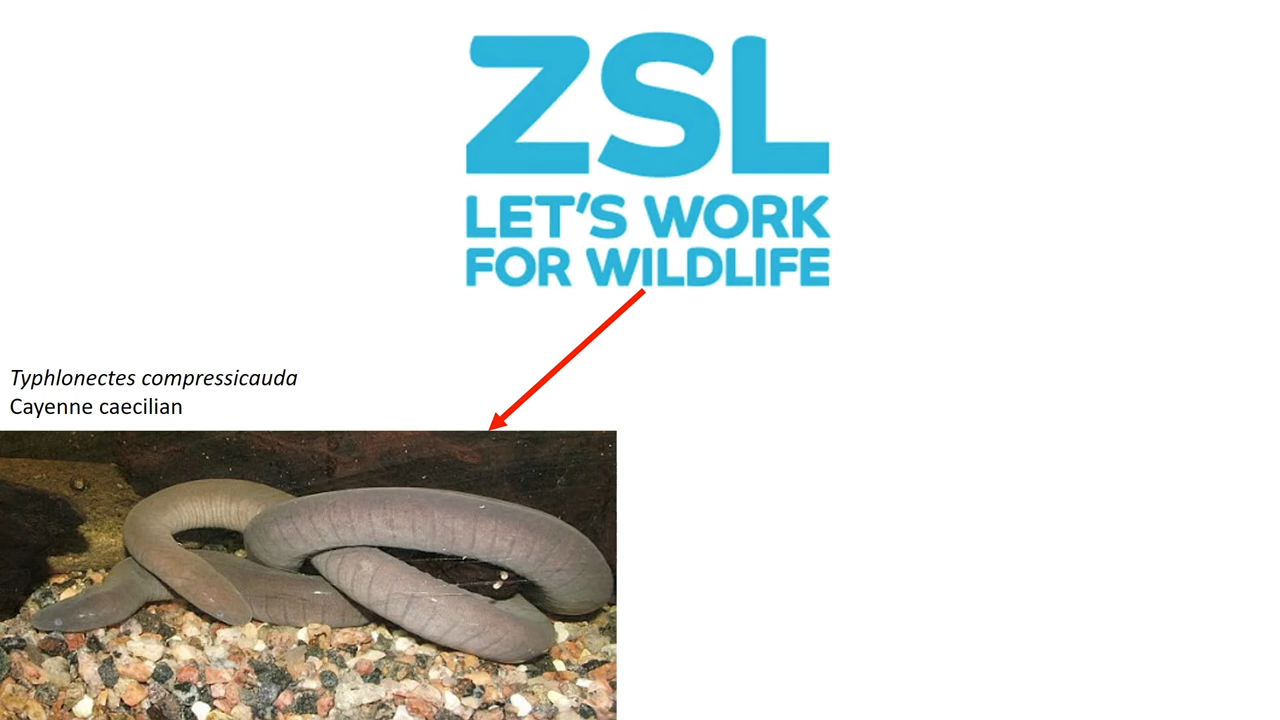 ZSL
LET'S WORK
FOR WILDLIFE
Typhlonectes compressicauda
Cayenne caecilian